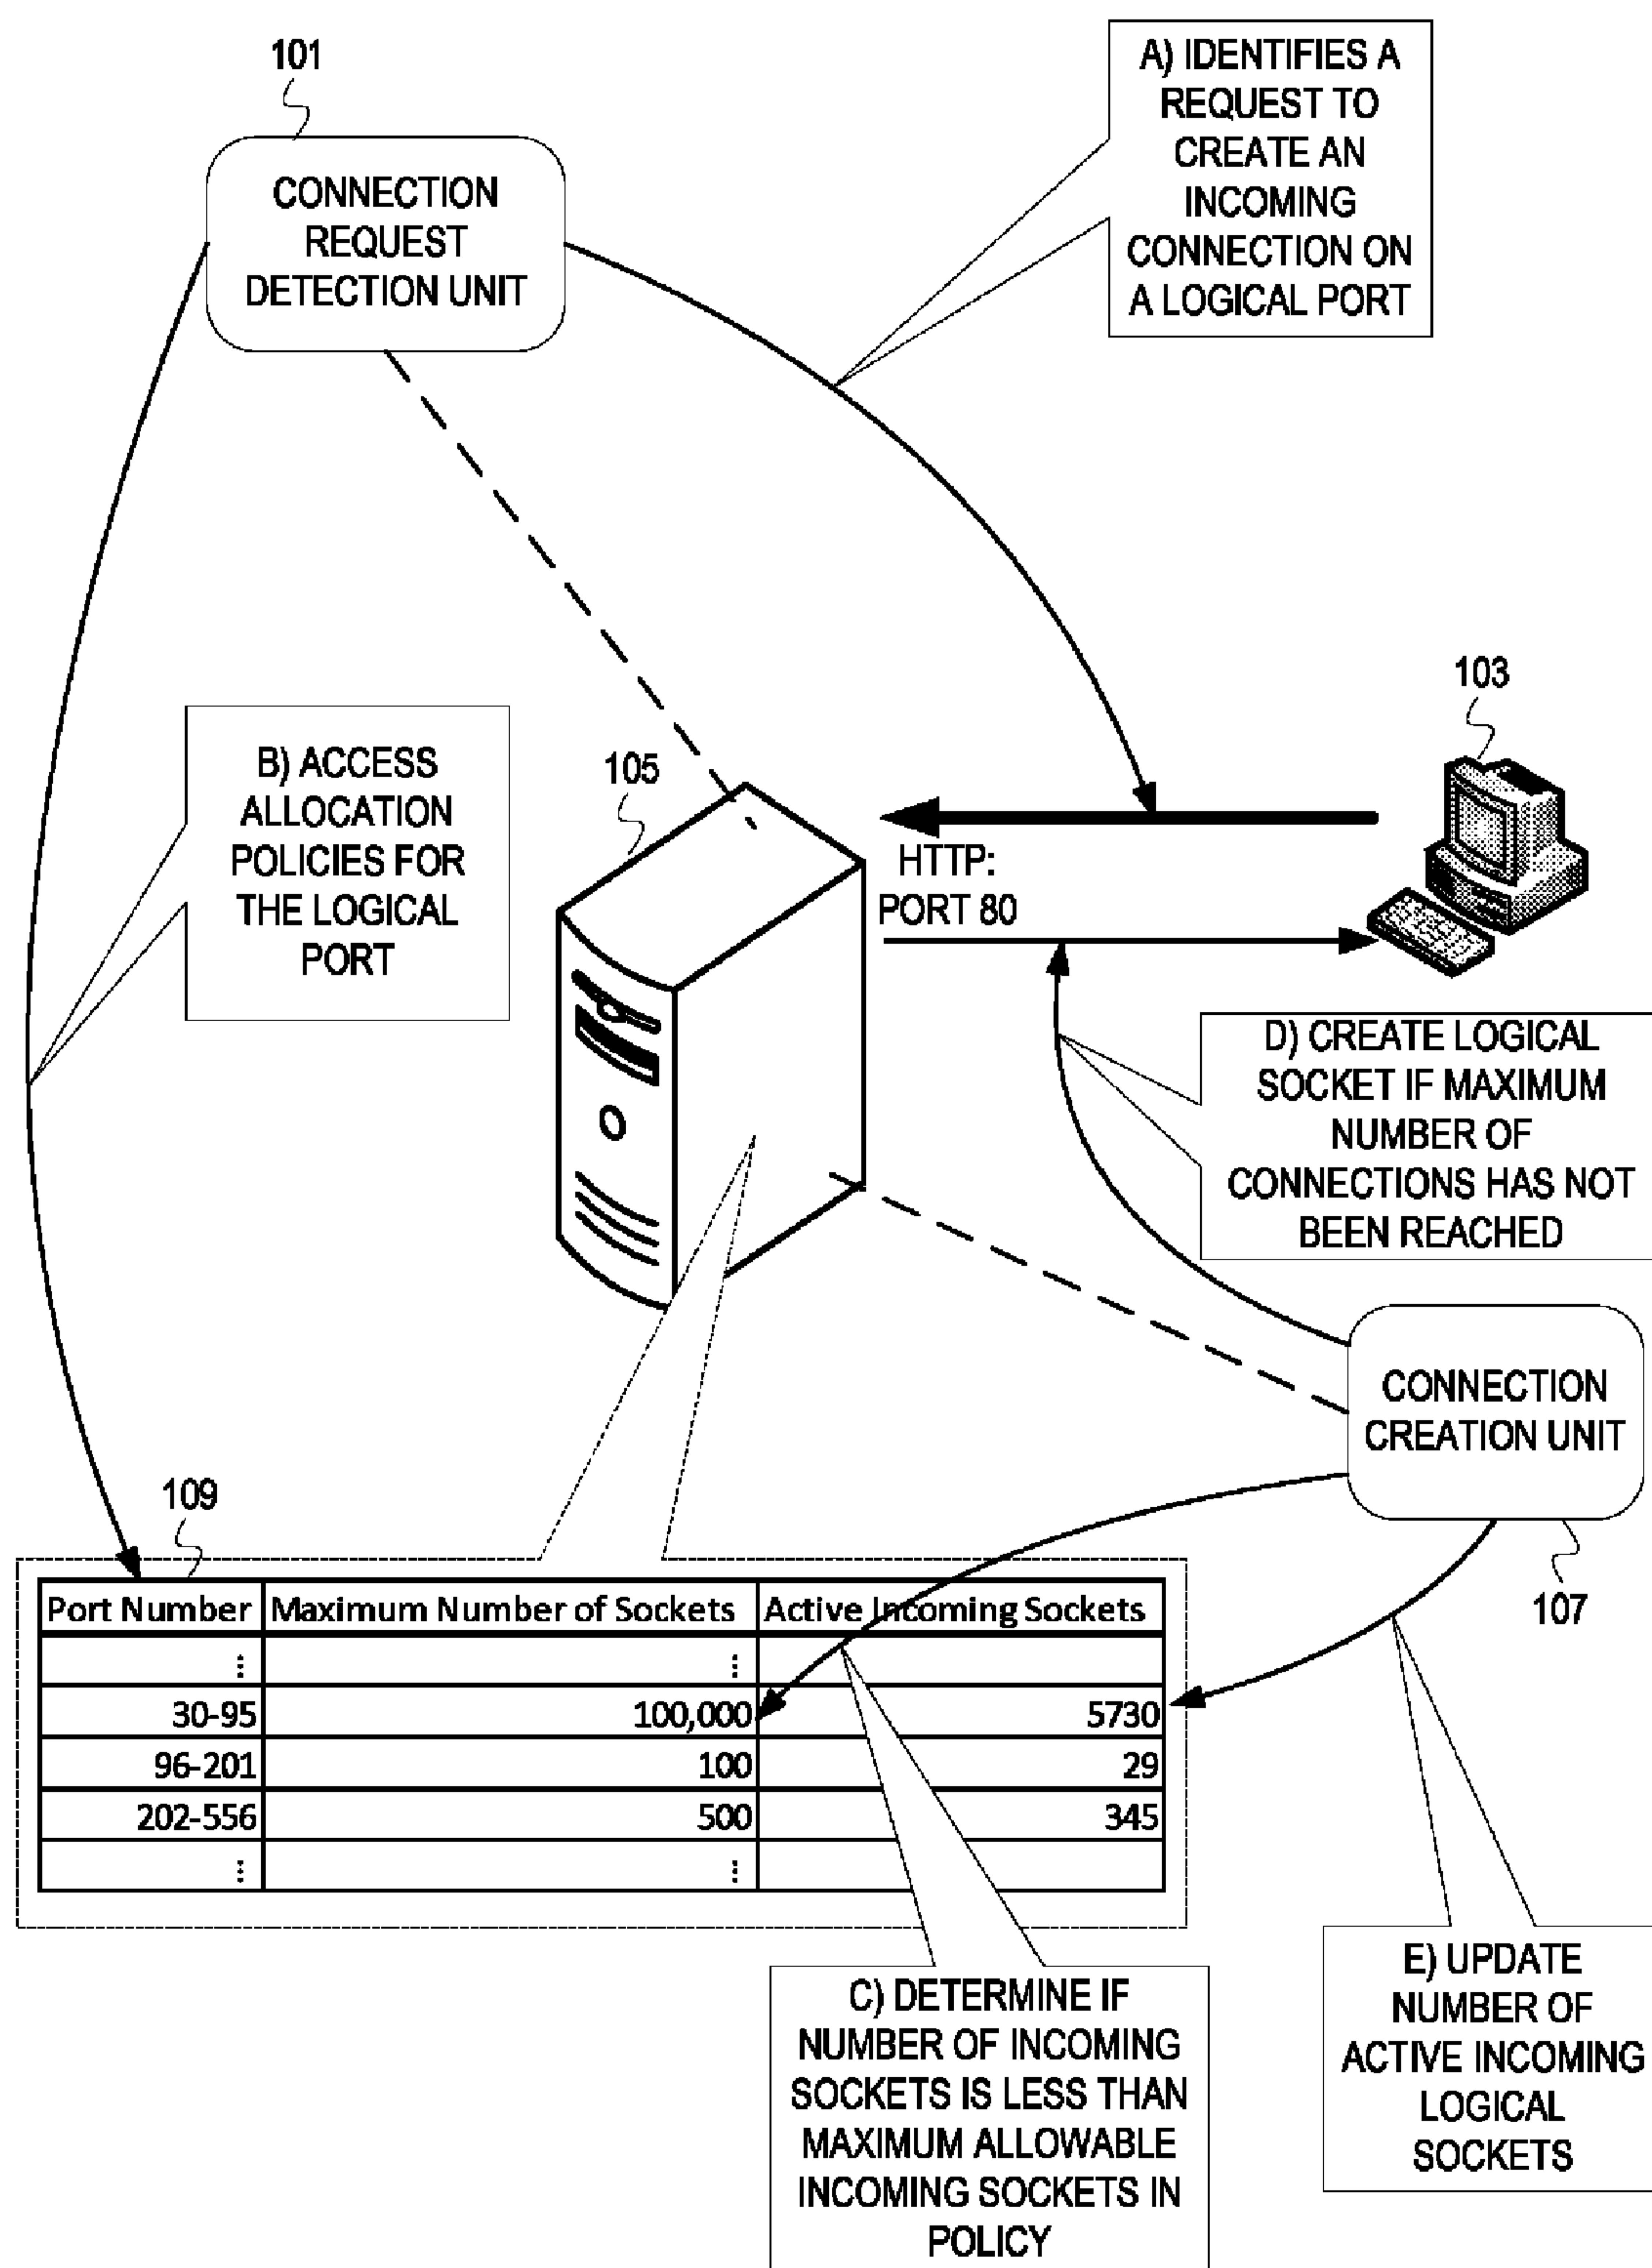 101
CONNECTION
REQUEST
DETECTION UNIT
A) IDENTIFIES A
REQUEST TO
CREATE AN
INCOMING
CONNECTION ON
A LOGICAL PORT
B) ACCESS
ALLOCATION
POLICIES FOR
THE LOGICAL
PORT
105
103
HTTP:
PORT 80
D) CREATE LOGICAL
SOCKET IF MAXIMUM
NUMBER OF
CONNECTIONS HAS NOT
BEEN REACHED
CONNECTION
CREATION UNIT
107
109
Port Number Maximum Number of Sockets Active Incoming Sockets
⋮ ⋮
30-95 100,000 5730
96-201 100 29
202-556 500 345
⋮ ⋮
C) DETERMINE IF
NUMBER OF INCOMING
SOCKETS IS LESS THAN
MAXIMUM ALLOWABLE
INCOMING SOCKETS IN
POLICY
E) UPDATE
NUMBER OF
ACTIVE INCOMING
LOGICAL
SOCKETS